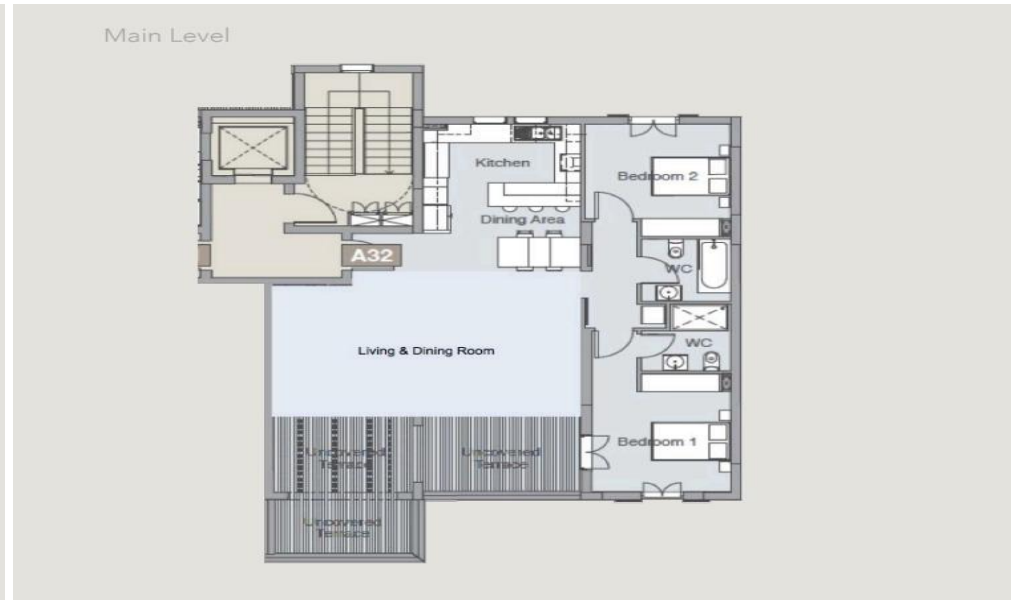 Main Level
Kitchen
Bedroom 2
Dining Area
A32
WC
Living & Dining Room
WC
Bedroom 1
Uncovered
Terrace
Uncovered
Terrace
Uncovered
Terrace